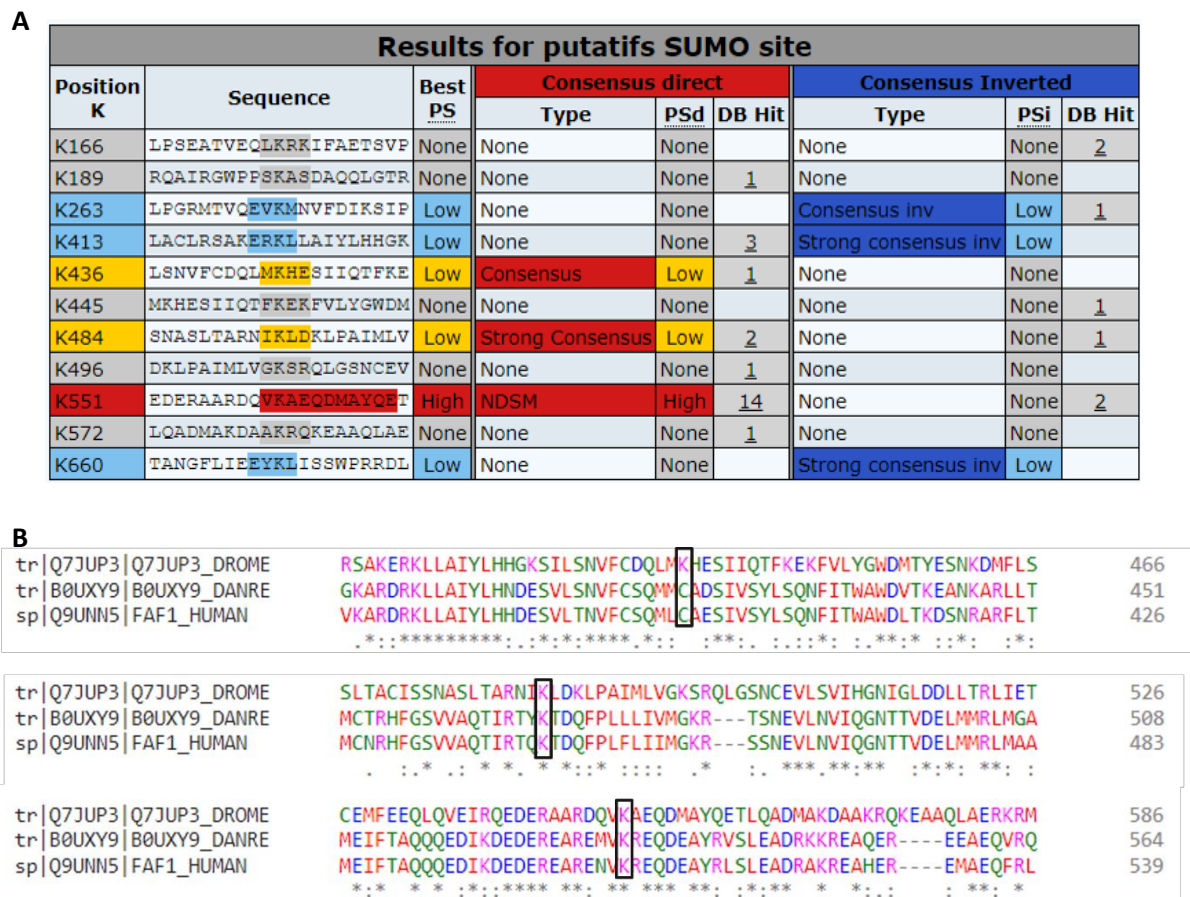 A
Results for putatifs SUMO site
Position K Sequence Best PS Consensus direct Consensus Inverted
Type PSd DB Hit Type PSi DB Hit
K166 LPSEATVEQLKRKIFAETSVP None None None None None 2
K189 RQAIRGWPPSKASDAQQLGTR None None None 1 None None
K263 LPGRMTVQEVKMNVFDIKSIP Low None None Consensus inv Low 1
K413 LACLRSAKERKLLAIYLHHGK Low None None 3 Strong consensus inv Low
K436 LSNVFCDQLMKHESIIQTFKE Low Consensus Low 1 None None
K445 MKHESIIQTFKEKFVLYGWDM None None None None None 1
K484 SNASLTARNIKLDKLPAIMLV Low Strong Consensus Low 2 None None 1
K496 DKLPAIMLVGKSRQLGSNCEV None None None 1 None None
K551 EDERAARDQVKAEQDMAYQET High NDSM High 14 None None 2
K572 LQADMAKDAAKRQKEAAQLAE None None None 1 None None
K660 TANGFLIEEYKLISSWPRRDL Low None None Strong consensus inv Low
B
tr|Q7JUP3|Q7JUP3_DROME RSAKERKLLAIYLHHGKSILSNVFCDQLMKHESIIQTFKEKFVLYGWDMTYESNKDMFLS 466
tr|B0UXY9|B0UXY9_DANRE GKARDRKLLAIYLHNDESVLSNVFCSQMMCADSIVSYLSQNFITWAWDVTKEANKARLLT 451
sp|Q9UNN5|FAF1_HUMAN VKARDRKLLAIYLHHDESVLTNVFCSQMLCAESIVSYLSQNFITWAWDLTKDSNRARFLT 426
.*::*********:.:*:****.*:: :**:. :.::*: :.**:* ::*: :*:
tr|Q7JUP3|Q7JUP3_DROME SLTACISSNASLTARNIKLDKLPAIMLVGKSRQLGSNCEVLSVIHGNIGLDDLLTRLIET 526
tr|B0UXY9|B0UXY9_DANRE MCTRHFGSVVAQTIRTYKTDQFPLLLIVMGKR---TSNEVLNVIQGNTTVDELMMRLMGA 508
sp|Q9UNN5|FAF1_HUMAN MCNRHFGSVVAQTIRTQKTDQFPLFLIIMGKR---SSNEVLNVIQGNTTVDELMMRLMAA 483
. :.* .: * *. * *::* :::: .* :. ***.**:** :*:*: **: :
tr|Q7JUP3|Q7JUP3_DROME CEMFEEQLQVEIRQEDERAARDQVKAEQDMAYQETLQADMAKDAAKRQKEAAQLAERKRM 586
tr|B0UXY9|B0UXY9_DANRE MEIFTAQQQEDIKDEDEREAREMVKREQDEAYRVSLEADRKKREAQER----EEAEQVRQ 564
sp|Q9UNN5|FAF1_HUMAN MEIFTAQQQEDIKDEDEREARENVKREQDEAYRLSLEADRAKREAHER----EMAEQFRL 539
*:* * * :*::**** **: ** *** **: :*:** * *:.: : **: *